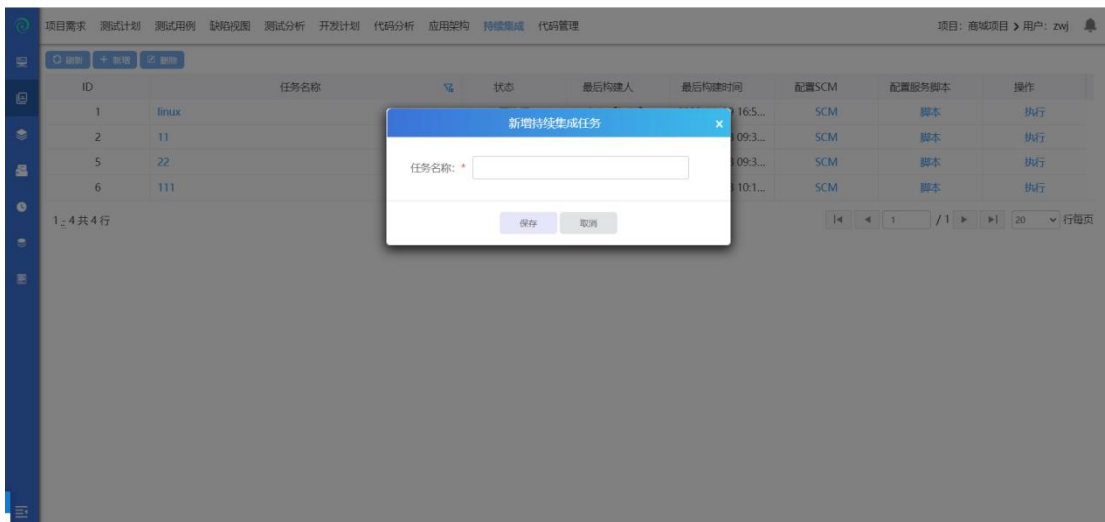 项目需求 测试计划 测试用例 缺陷视图 测试分析 开发计划 代码分析 应用架构 持续集成 代码管理 项目：商城项目 用户：zwj
刷新 + 新增 删除
ID 任务名称 状态 最后构建人 最后构建时间 配置SCM 配置服务脚本 操作
1 linux 16:5... SCM 脚本 执行
2 11 09:3... SCM 脚本 执行
5 22 09:3... SCM 脚本 执行
6 111 10:1... SCM 脚本 执行
新增持续集成任务 ×
任务名称: *
保存 取消
1 - 4 共 4 行 1 / 1 20 行每页